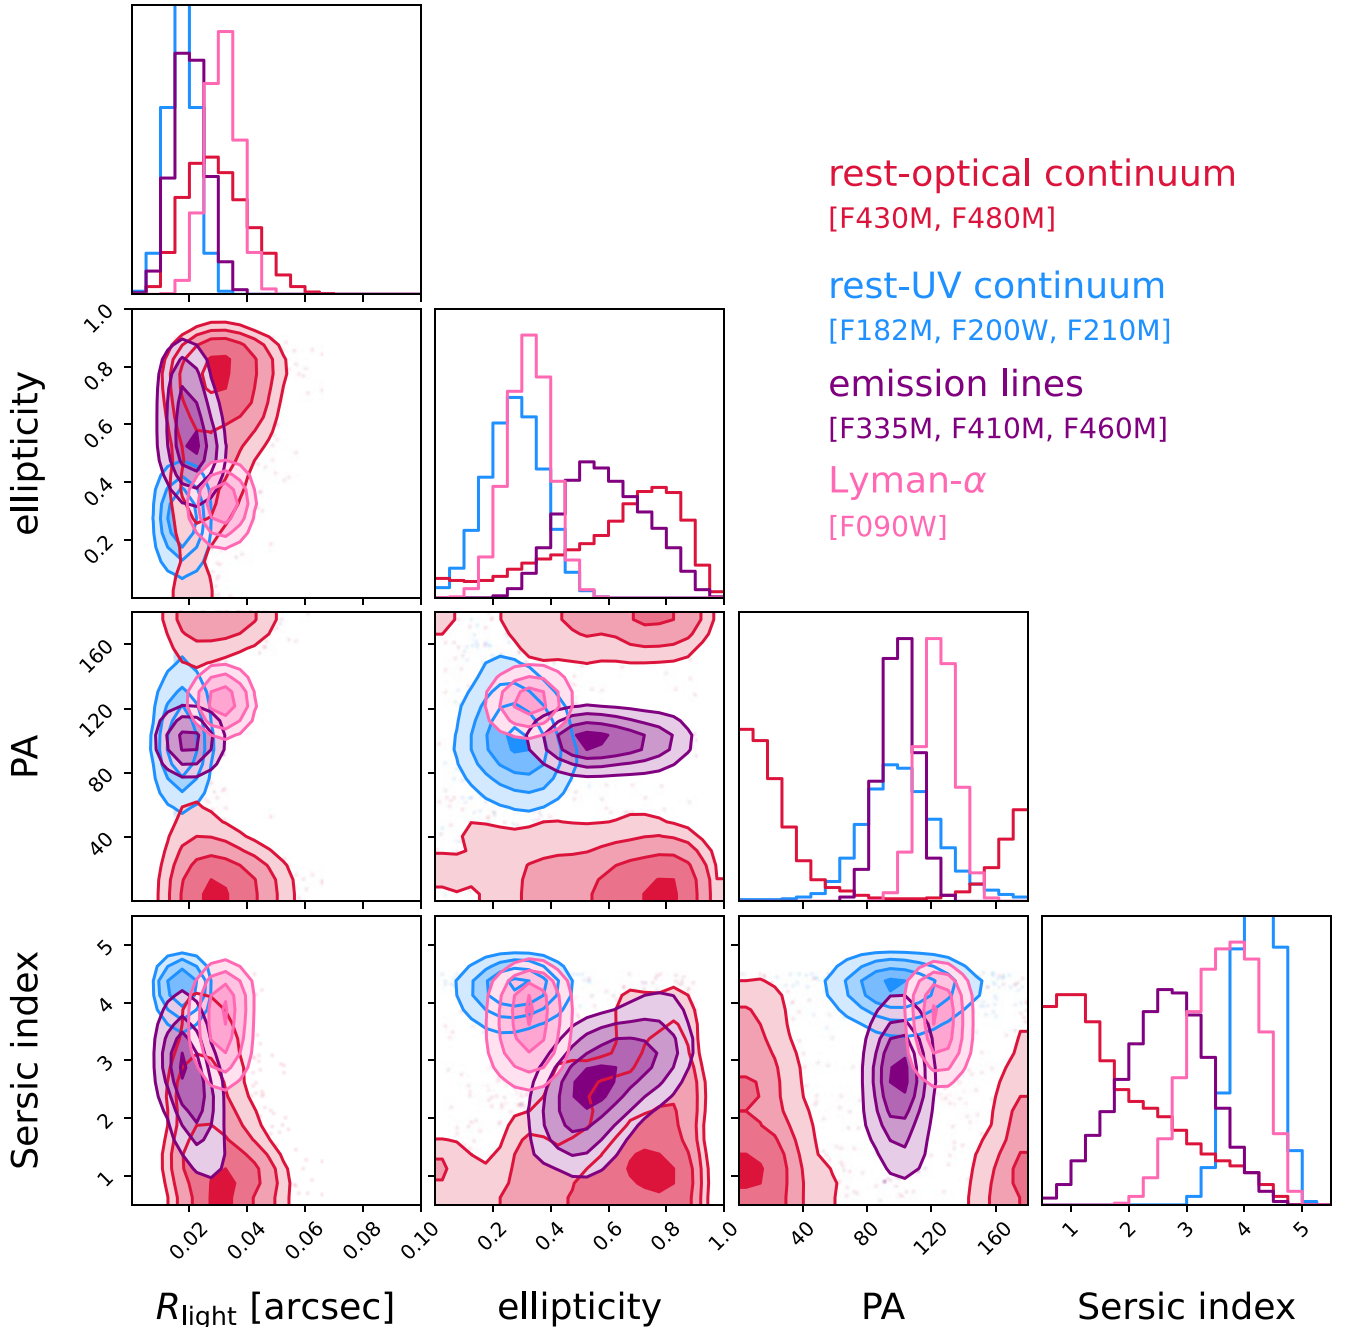 rest-optical continuum
[F430M, F480M]
rest-UV continuum
[F182M, F200W, F210M]
emission lines
[F335M, F410M, F460M]
Lyman-α
[F090W]
ellipticity
1.0
0.8
0.6
0.4
0.2
PA
160
120
80
40
Sersic index
5
4
3
2
1
0.02 0.04 0.06 0.08 0.10
0.2 0.4 0.6 0.8 1.0
40 80 120 160
1 2 3 4 5
R_light [arcsec] ellipticity PA Sersic index